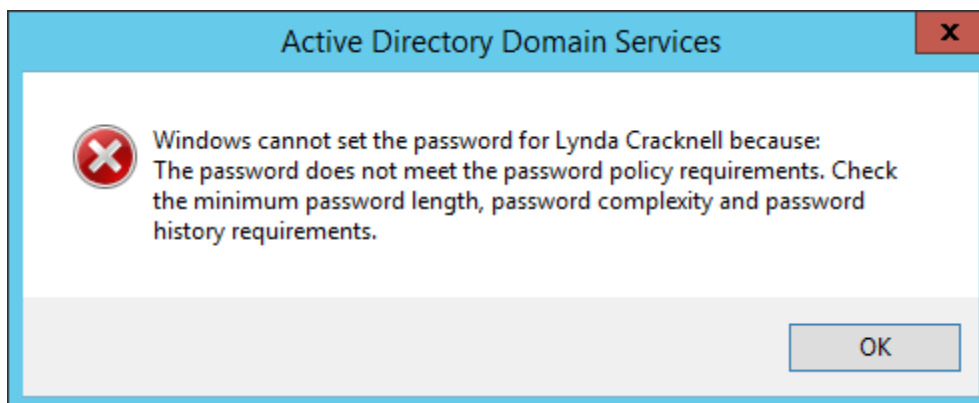 Active Directory Domain Services
x
Windows cannot set the password for Lynda Cracknell because:
The password does not meet the password policy requirements. Check
the minimum password length, password complexity and password
history requirements.
OK